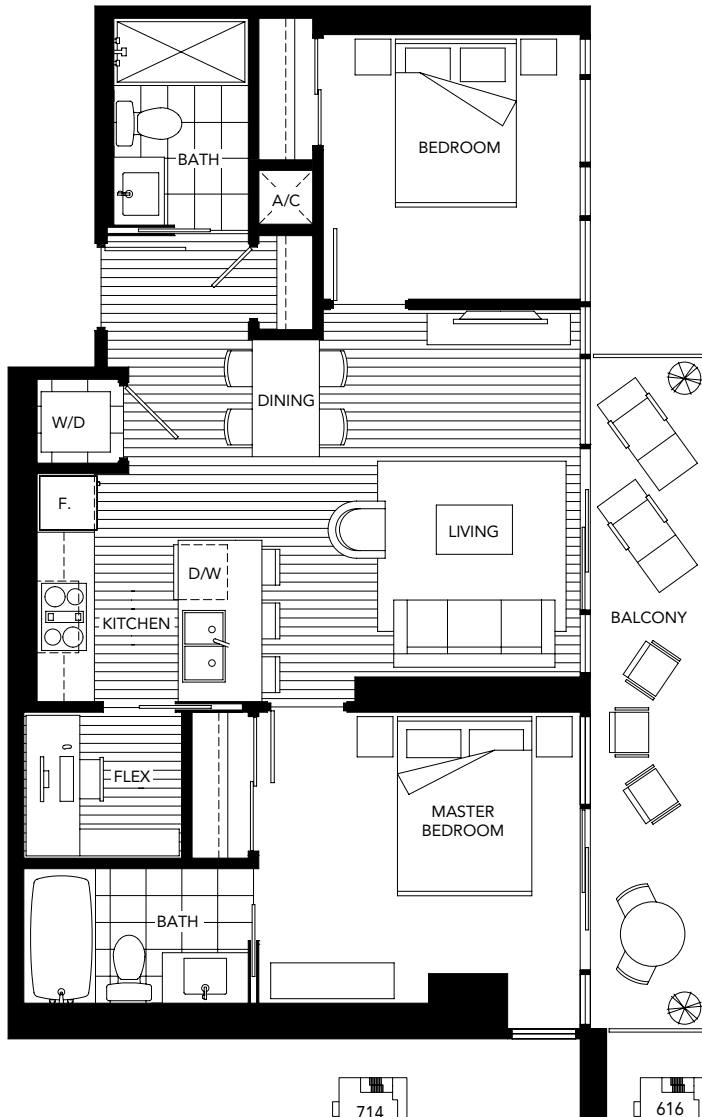 BEDROOM
BATH
A/C
DINING
W/D
F.
LIVING
D/W
BALCONY
KITCHEN
FLEX
MASTER
BEDROOM
BATH
714
616